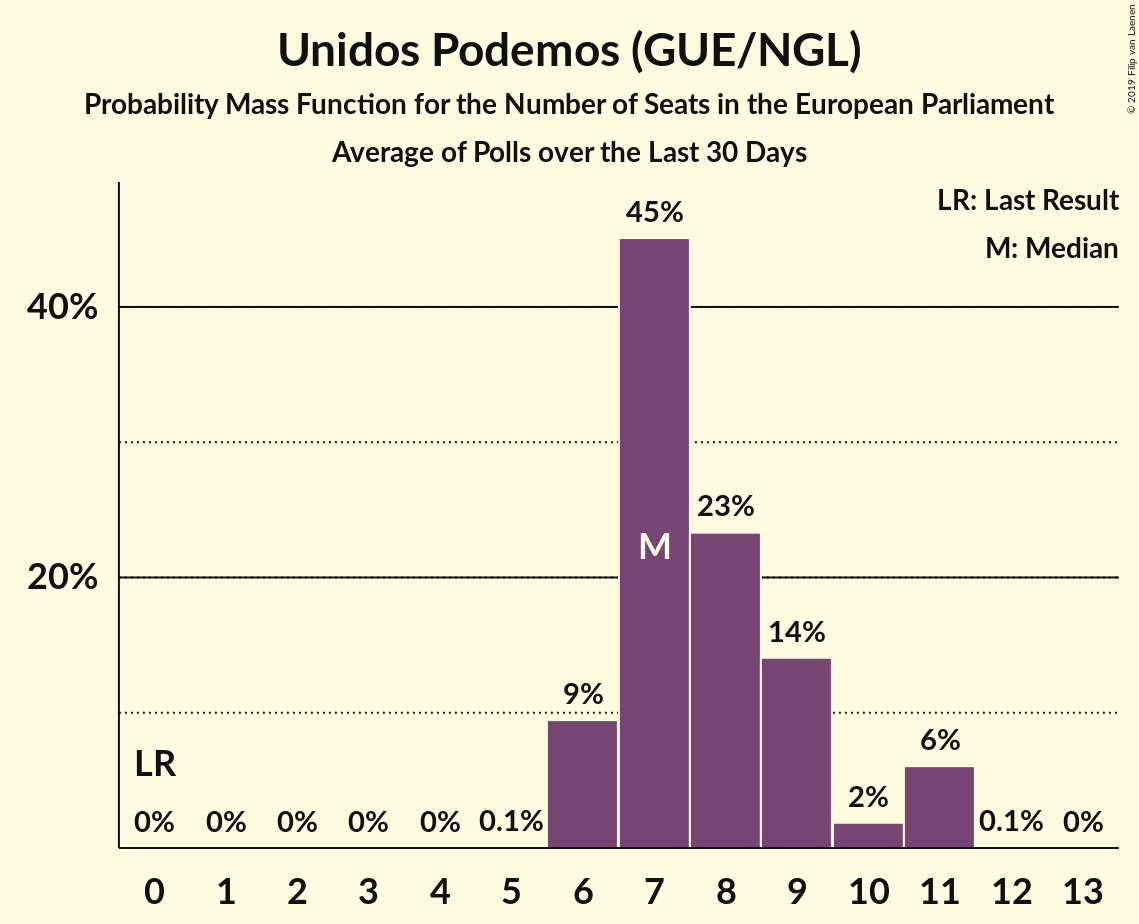 Unidos Podemos (GUE/NGL)
Probability Mass Function for the Number of Seats in the European Parliament
Average of Polls over the Last 30 Days
© 2019 Filip van Laenen
LR: Last Result
M: Median
45%
40%
23%
M
20%
14%
9%
6%
LR
2%
0% 0% 0% 0% 0% 0.1% 0.1% 0%
0 1 2 3 4 5 6 7 8 9 10 11 12 13